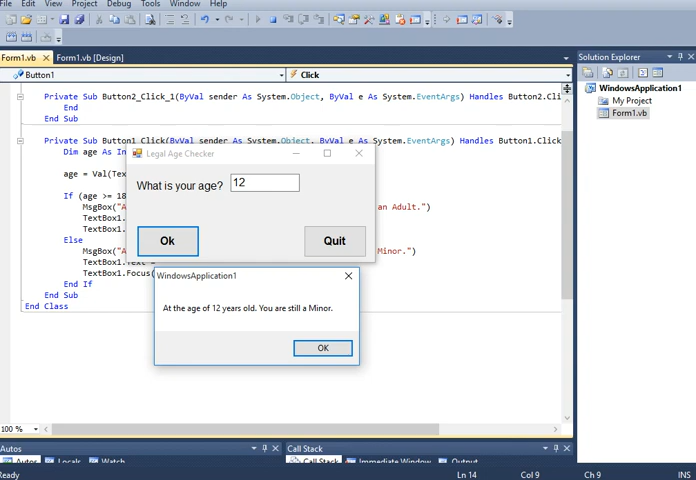 File Edit View Project Debug Tools Window Help
Form1.vb Form1.vb [Design]
Solution Explorer
Button1 Click
WindowsApplication1
My Project
Form1.vb
Private Sub Button2_Click_1(ByVal sender As System.Object, ByVal e As System.EventArgs) Handles Button2.Cli
End
End Sub
Private Sub Button1_Click(ByVal sender As System.Object, ByVal e As System.EventArgs) Handles Button1.Click
Dim age As In
Legal Age Checker
age = Val(Tex
What is your age? 12
If (age >= 18
MsgBox("A an Adult.")
TextBox1.
TextBox1.
Ok Quit
Else
MsgBox("A Minor.")
TextBox1.Text =
TextBox1.Focus(
End If
End Sub
End Class
WindowsApplication1
At the age of 12 years old. You are still a Minor.
OK
100 %
Autos Call Stack
Autos Locals Watch Call Stack Immediate Window Output
Ready Ln 14 Col 9 Ch 9 INS